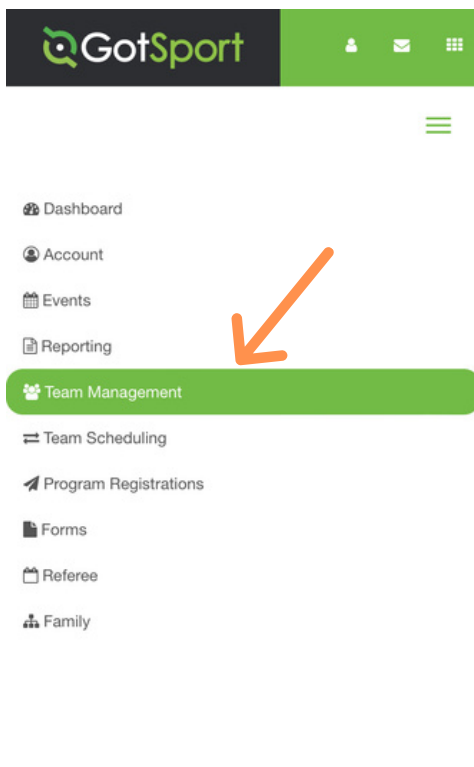 GotSport
Dashboard
Account
Events
Reporting
Team Management
Team Scheduling
Program Registrations
Forms
Referee
Family